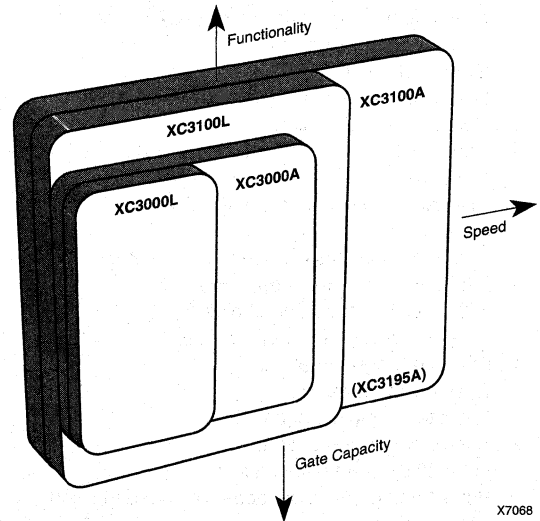 Functionality
XC3100L
XC3100A
XC3000L
XC3000A
Speed
(XC3195A)
Gate Capacity
X7068